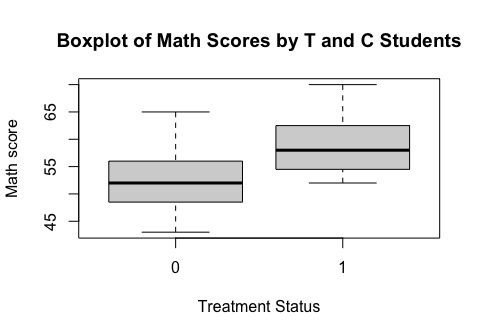 Boxplot of Math Scores by T and C Students
Math score
65
55
45
0 1
Treatment Status